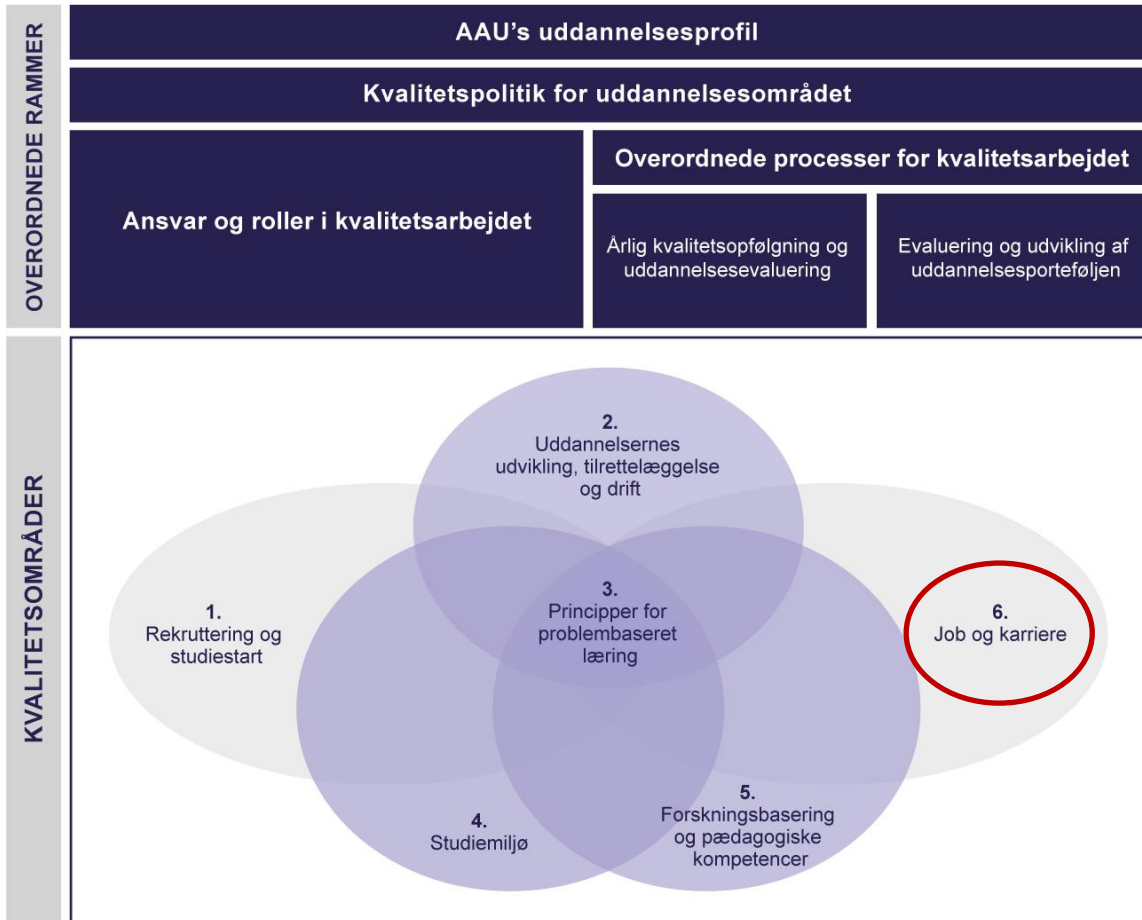 OVERORDNEDE RAMMER
AAU's uddannelsesprofil
Kvalitetspolitik for uddannelsesområdet
Ansvar og roller i kvalitetsarbejdet
Overordnede processer for kvalitetsarbejdet
Årlig kvalitetsopfølgning og
uddannelsesevaluering
Evaluering og udvikling af
uddannelsesporteføljen
KVALITETSOMRÅDER
1.
Rekruttering og
studiestart
2.
Uddannelsernes
udvikling, tilrettelæggelse
og drift
3.
Principper for
problembaseret
læring
4.
Studiemiljø
5.
Forskningsbasering
og pædagogiske
kompetencer
6.
Job og karriere